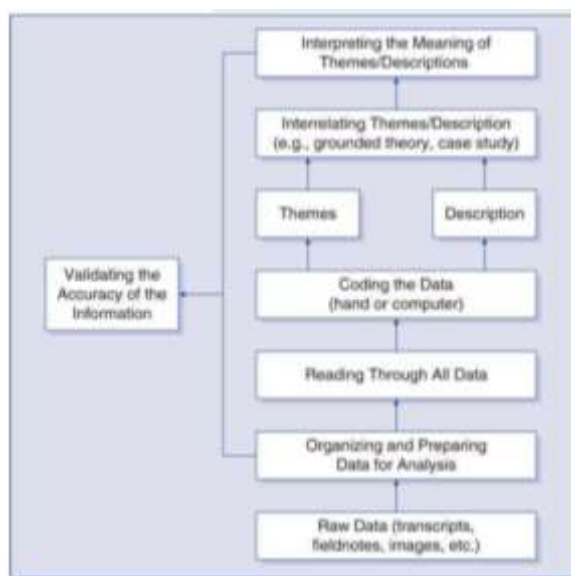 Interpreting the Meaning of
Themes/Descriptions
Interrelating Themes/Description
(e.g., grounded theory, case study)
Themes
Description
Validating the
Accuracy of the
Information
Coding the Data
(hand or computer)
Reading Through All Data
Organizing and Preparing
Data for Analysis
Raw Data (transcripts,
fieldnotes, images, etc.)